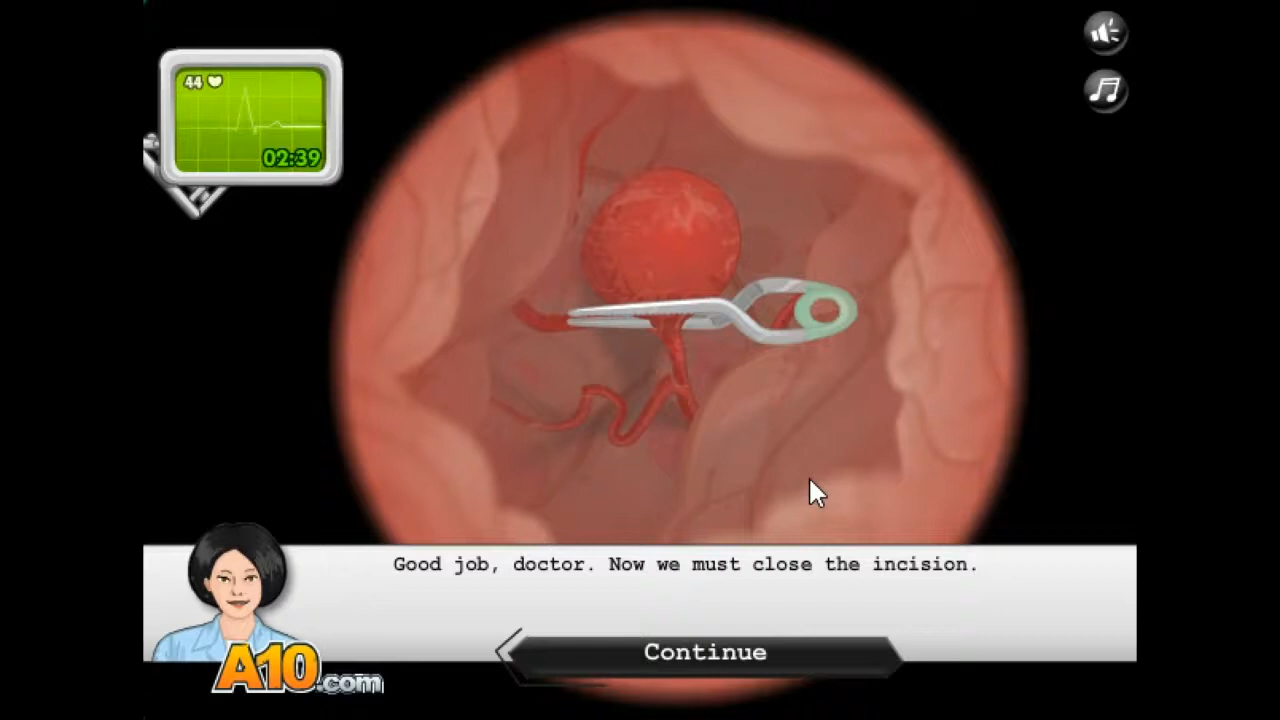 44
02:39
Good job, doctor. Now we must close the incision.
Continue
A10.com